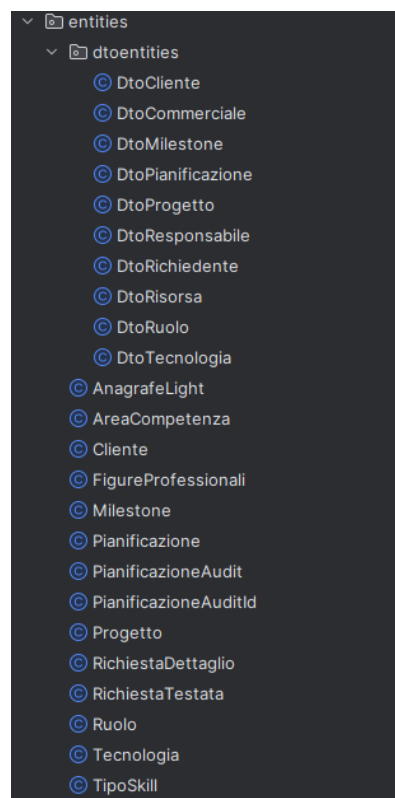 entities
dtoentities
DtoCliente
DtoCommerciale
DtoMilestone
DtoPianificazione
DtoProgetto
DtoResponsabile
DtoRichiedente
DtoRisorsa
DtoRuolo
DtoTecnologia
AnagrafeLight
AreaCompetenza
Cliente
FigureProfessionali
Milestone
Pianificazione
PianificazioneAudit
PianificazioneAuditId
Progetto
RichiestaDettaglio
RichiestaTestata
Ruolo
Tecnologia
TipoSkill